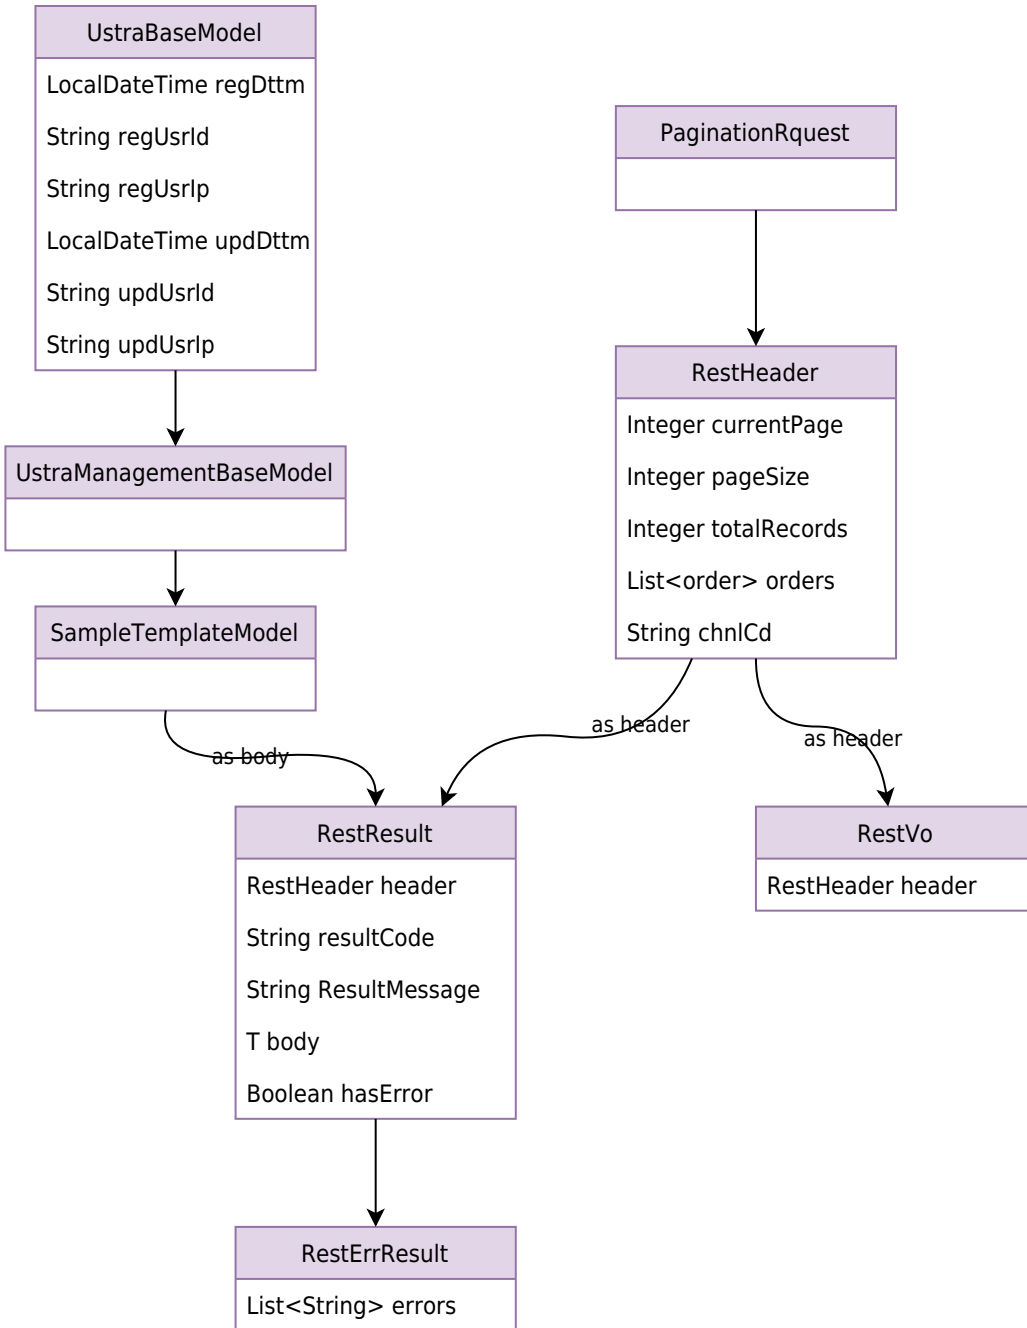 UstraBaseModel
LocalDateTime regDttm
String regUsrId
String regUsrIp
LocalDateTime updDttm
String updUsrId
String updUsrIp
PaginationRquest
RestHeader
Integer currentPage
Integer pageSize
Integer totalRecords
List<order> orders
String chnlCd
UstraManagementBaseModel
SampleTemplateModel
as body
as header
as header
RestResult
RestHeader header
String resultCode
String ResultMessage
T body
Boolean hasError
RestVo
RestHeader header
RestErrResult
List<String> errors